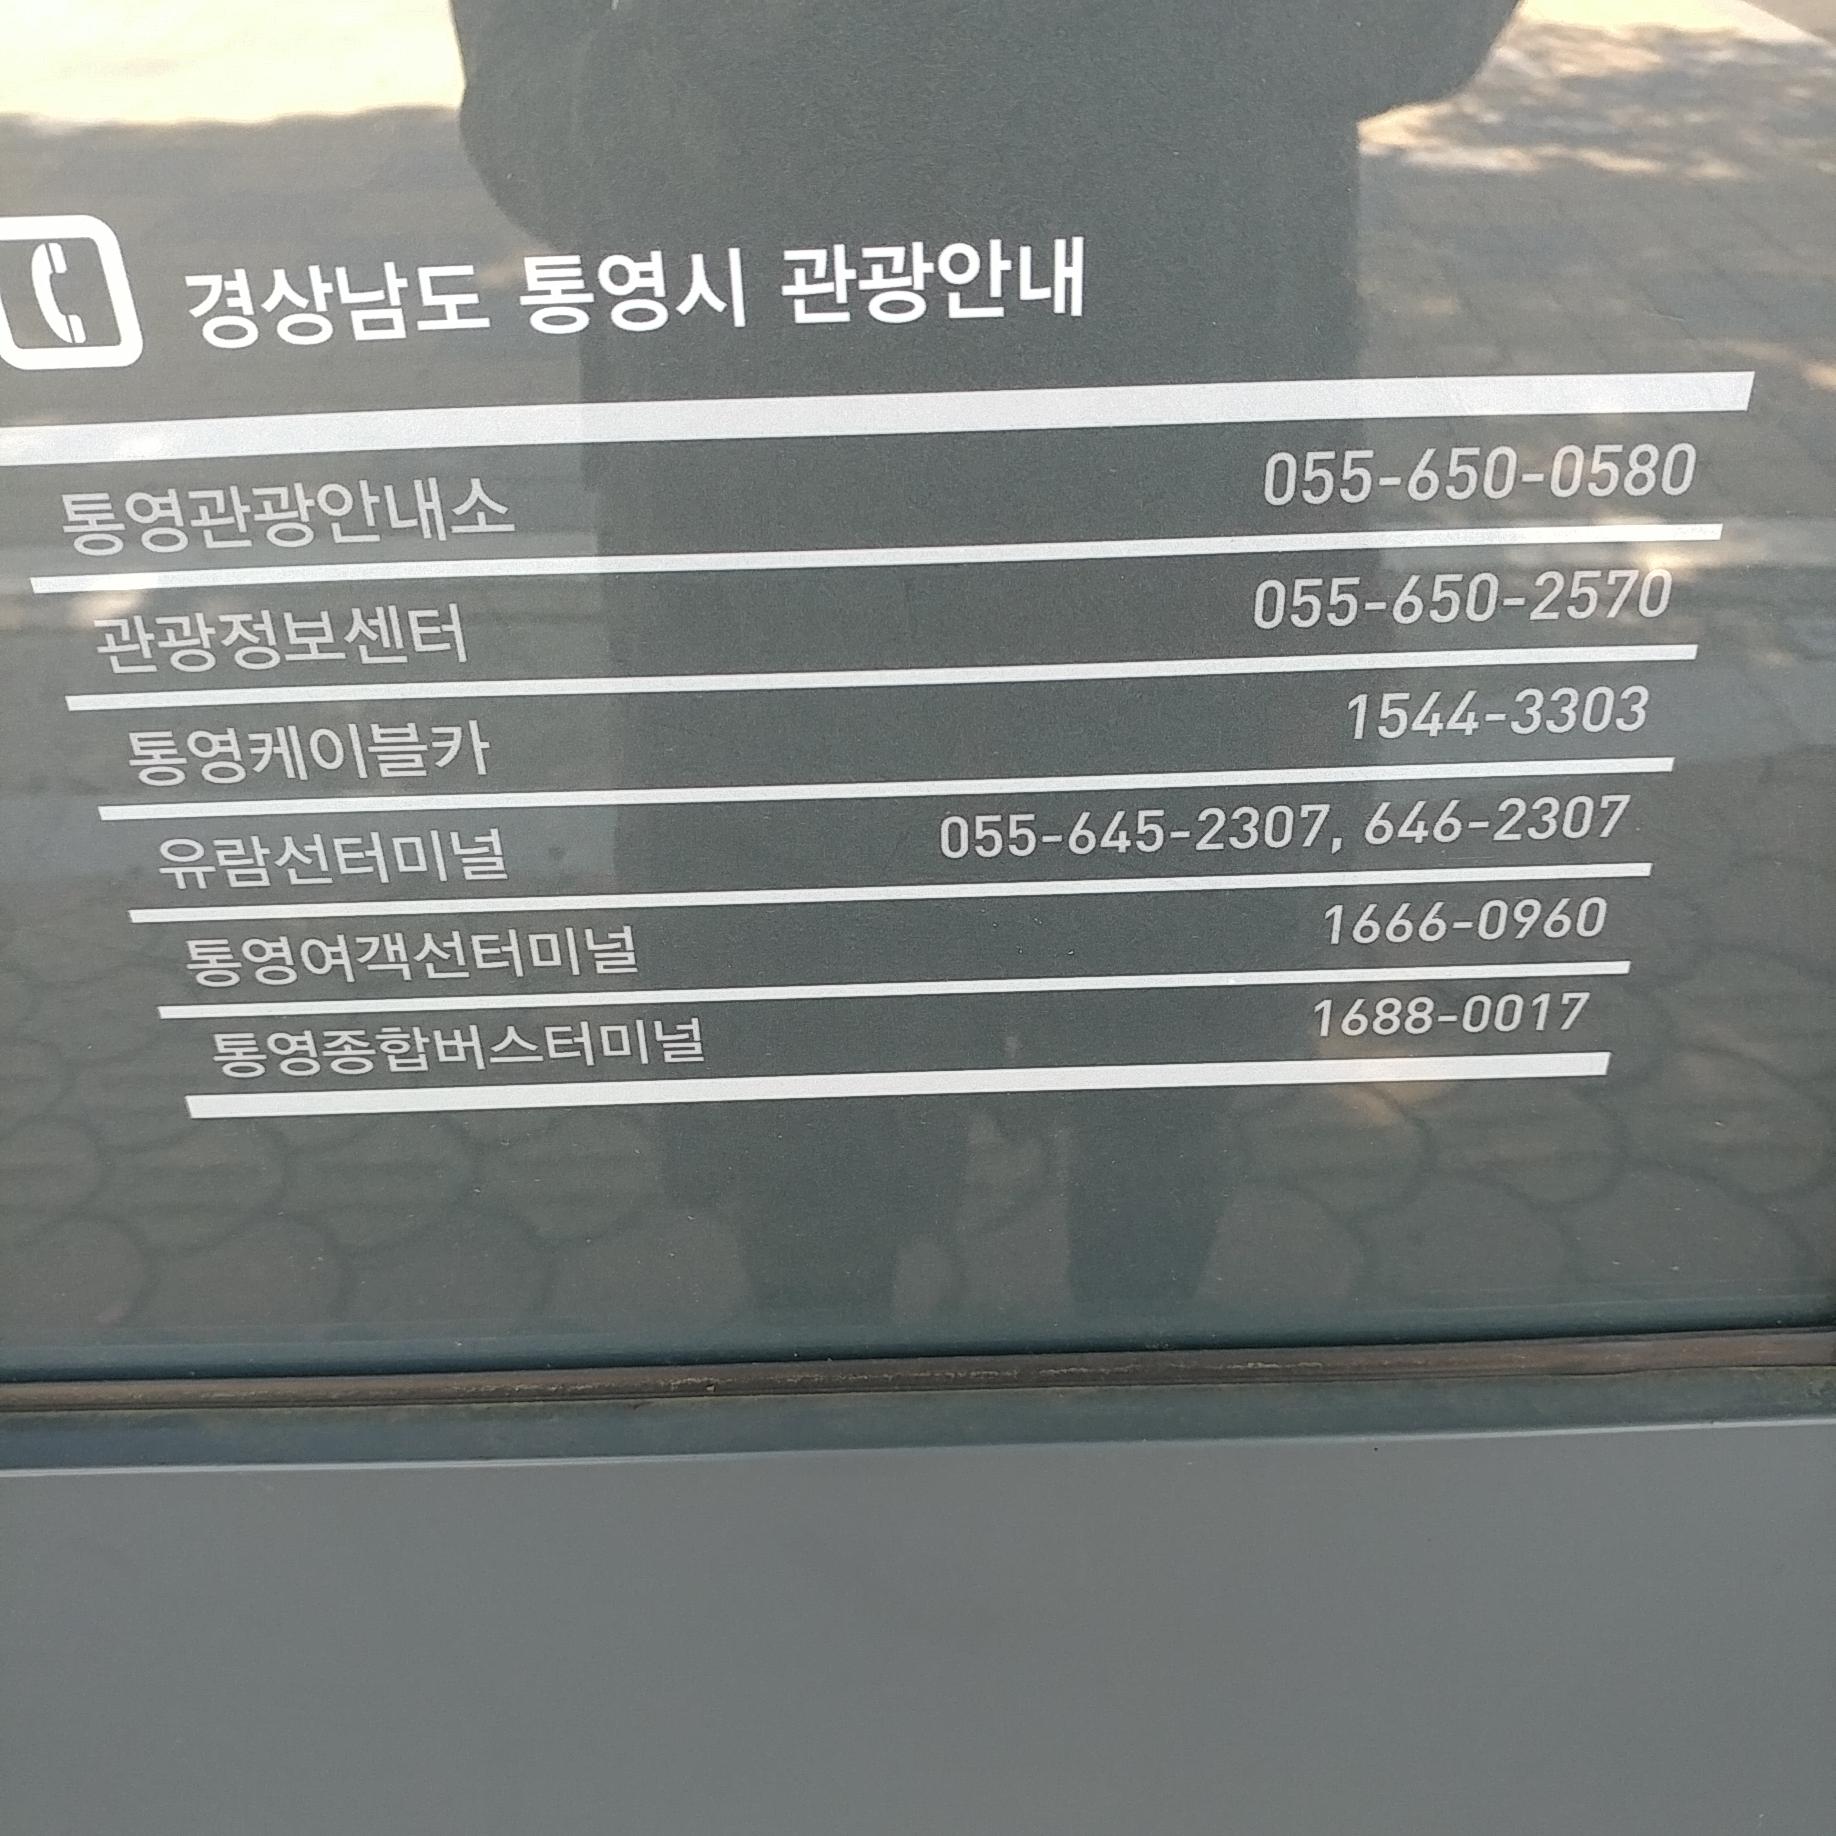 경상남도 통영시 관광안내
통영관광안내소 055-650-0580
관광정보센터 055-650-2570
통영케이블카 1544-3303
유람선터미널 055-645-2307, 646-2307
통영여객선터미널 1666-0960
통영종합버스터미널 1688-0017